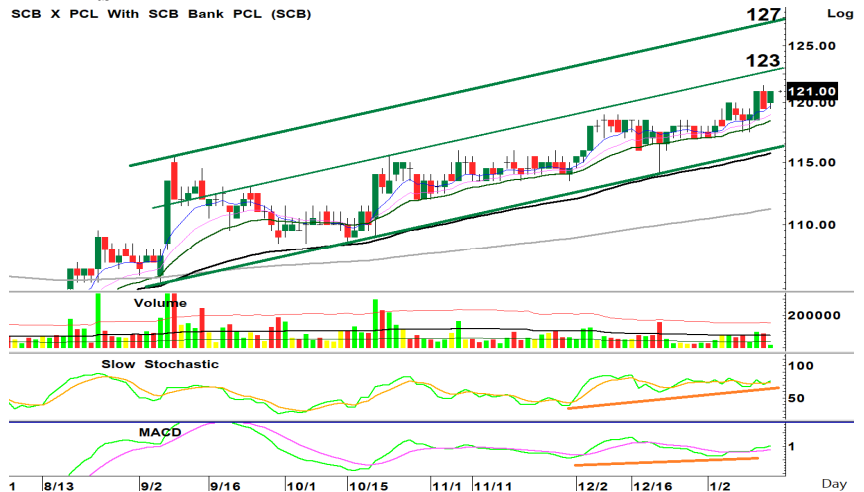 SCB X PCL With SCB Bank PCL (SCB)
127
Log
125.00
123
121.00
120.00
115.00
110.00
Volume
200000
Slow Stochastic
100
50
MACD
1
1 8/13 9/2 9/16 10/1 10/15 11/1 11/11 12/2 12/16 1/2 Day